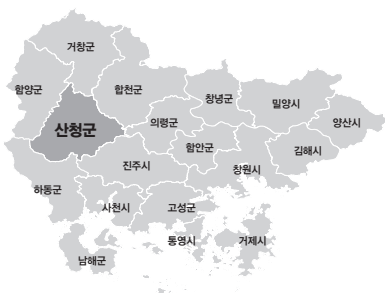 거창군
함양군
합천군
창녕군
밀양시
양산시
의령군
산청군
함안군
김해시
진주시
창원시
하동군
사천시
고성군
통영시
거제시
남해군